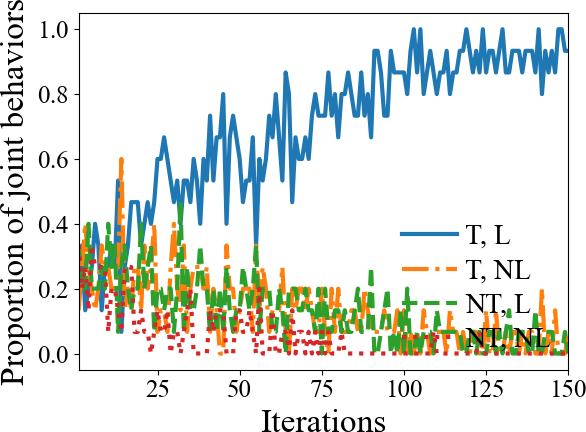 Proportion of joint behaviors
1.0
0.8
0.6
0.4
0.2
0.0
T, L
T, NL
NT, L
NT, NL
25 50 75 100 125 150
Iterations